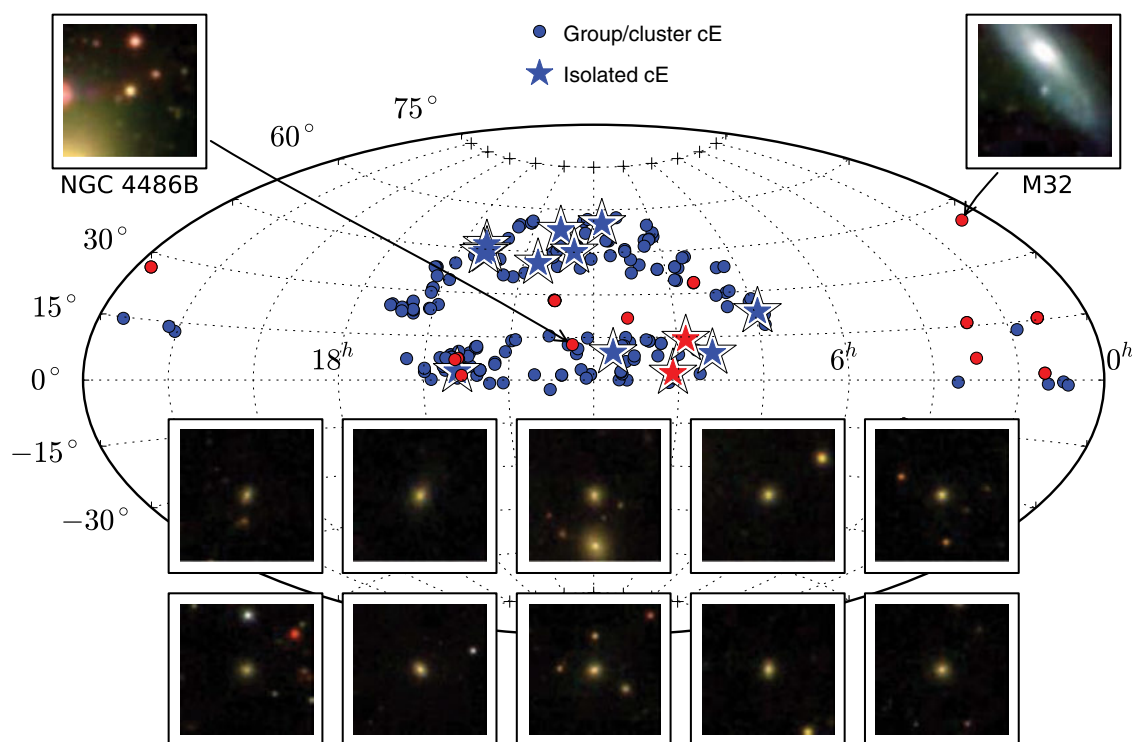 Group/cluster cE
Isolated cE
NGC 4486B
M32
75°
60°
30°
15°
0°
−15°
−30°
18h
6h
0h